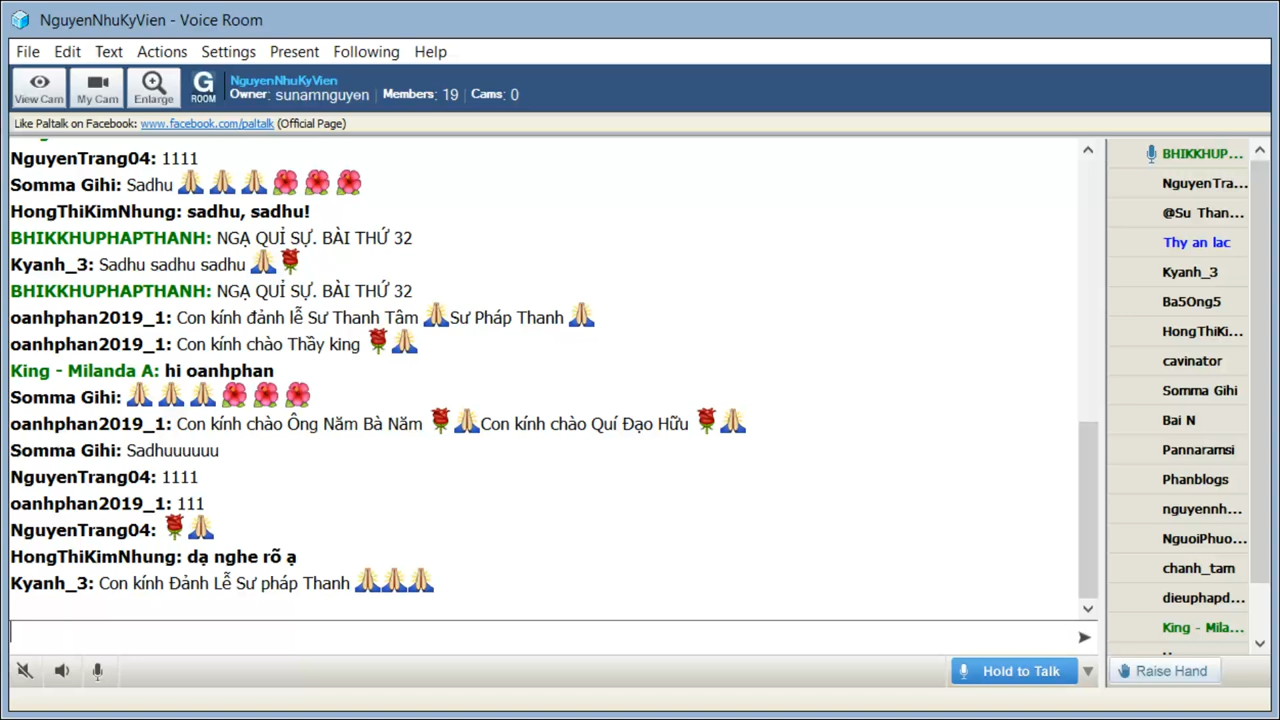 NguyenNhuKyVien - Voice Room
File Edit Text Actions Settings Present Following Help
View Cam My Cam Enlarge G ROOM NguyenNhuKyVien
Owner: sunamnguyen Members: 19 Cams: 0
Like Paltalk on Facebook: www.facebook.com/paltalk (Official Page)
NguyenTrang04: 1111
Somma Gihi: Sadhu
HongThiKimNhung: sadhu, sadhu!
BHIKKHUPHAPTHANH: NGẠ QUỈ SỰ. BÀI THỨ 32
Kyanh_3: Sadhu sadhu sadhu
BHIKKHUPHAPTHANH: NGẠ QUỈ SỰ. BÀI THỨ 32
oanhphan2019_1: Con kính đảnh lễ Sư Thanh Tâm Sư Pháp Thanh
oanhphan2019_1: Con kính chào Thầy king
King - Milanda A: hi oanhphan
Somma Gihi:
oanhphan2019_1: Con kính chào Ông Năm Bà Năm Con kính chào Quí Đạo Hữu
Somma Gihi: Sadhuuuuuu
NguyenTrang04: 1111
oanhphan2019_1: 111
NguyenTrang04:
HongThiKimNhung: dạ nghe rõ ạ
Kyanh_3: Con kính Đảnh Lễ Sư pháp Thanh
BHIKKHUP...
NguyenTra...
@Su Than...
Thy an lac
Kyanh_3
Ba5Ong5
HongThiKi...
cavinator
Somma Gihi
Bai N
Pannaramsi
Phanblogs
nguyennh...
NguoiPhuo...
chanh_tam
dieuphapd...
King - Mila...
Hold to Talk
Raise Hand